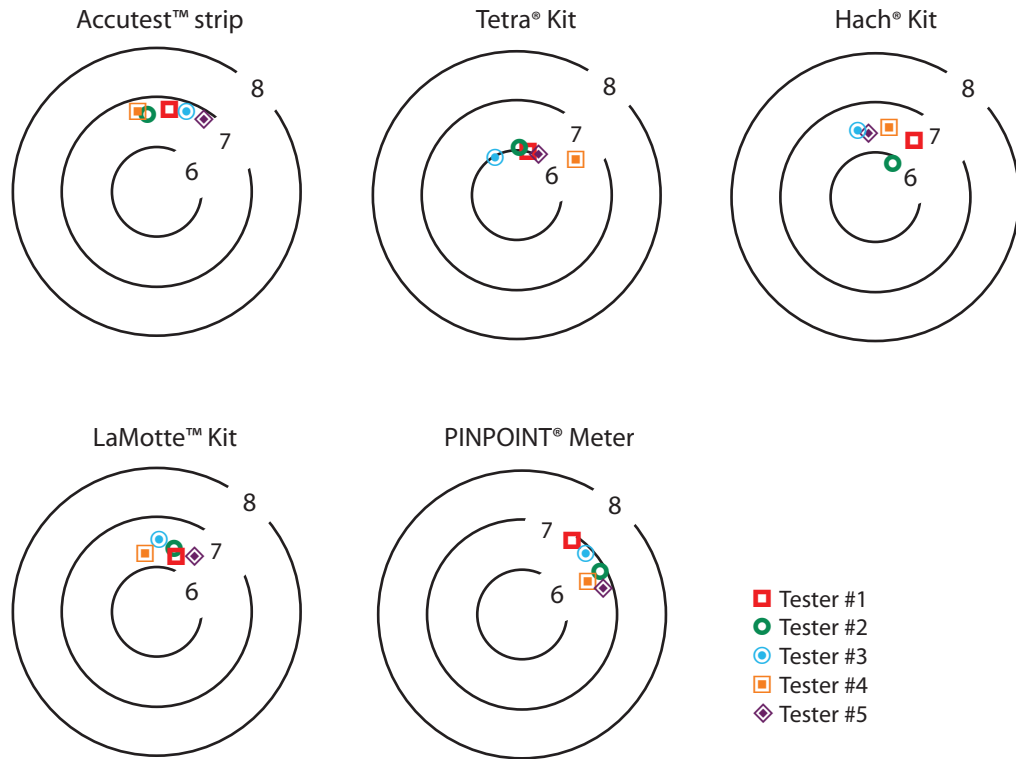 Accutest™ strip
8
7
6
Tetra® Kit
7
6
Hach® Kit
8
7
6
LaMotte™ Kit
8
7
6
PINPOINT® Meter
8
7
6
Tester #1
Tester #2
Tester #3
Tester #4
Tester #5